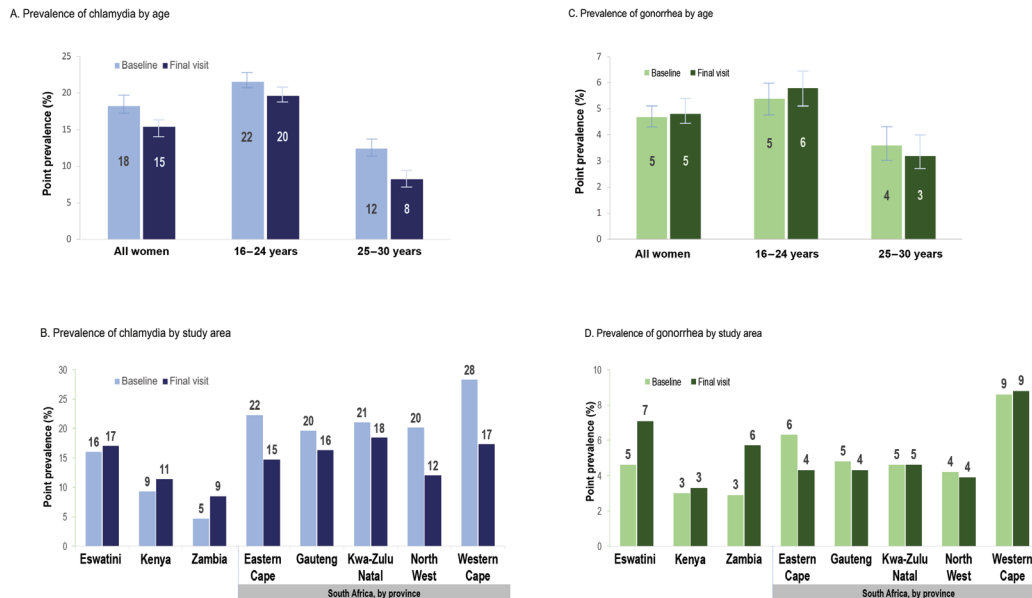 A. Prevalence of chlamydia by age
Point prevalence (%)
25
20
15
10
5
0
Baseline Final visit
18 15 22 20 12 8
All women 16–24 years 25–30 years
C. Prevalence of gonorrhea by age
Point prevalence (%)
7
6
5
4
3
2
1
0
Baseline Final visit
5 5 5 6 4 3
All women 16–24 years 25–30 years
B. Prevalence of chlamydia by study area
Point prevalence (%)
30
25
20
15
10
5
0
Baseline Final visit
16 17 9 11 5 9 22 15 20 16 21 18 20 12 28 17
Eswatini Kenya Zambia Eastern Gauteng Kwa-Zulu North Western
Cape Natal West Cape
South Africa, by province
D. Prevalence of gonorrhea by study area
Point prevalence (%)
10
8
6
4
2
0
Baseline Final visit
5 7 3 3 3 6 6 4 5 4 5 5 4 4 9 9
Eswatini Kenya Zambia Eastern Gauteng Kwa-Zulu North Western
Cape Natal West Cape
South Africa, by province